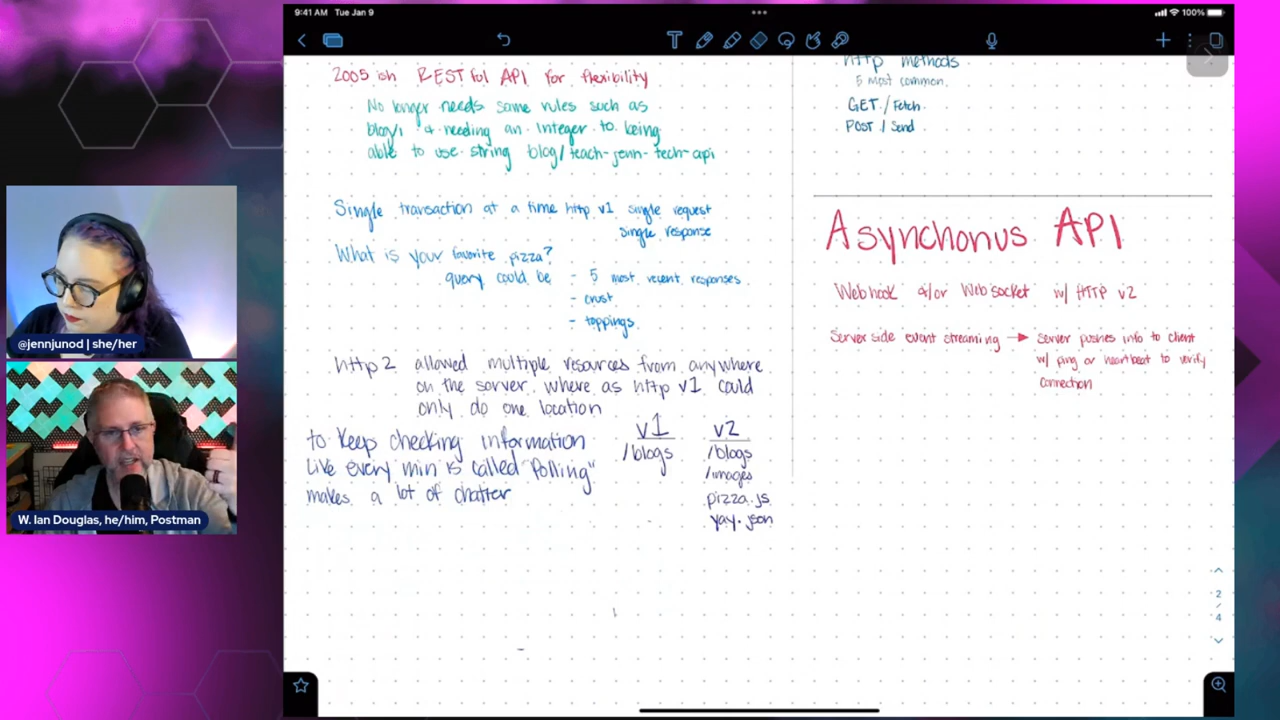 9:41 AM Tue Jan 9
100%
2005 ish RESTful API for flexibility
No longer needs same rules such as
blog/1 & needing an integer to being
able to use string blog/teach-jenn-tech-api
Single transaction at a time http v1 single request
single response
What is your favorite pizza?
query could be - 5 most recent responses
- crust
- toppings
http2 allowed multiple resources from anywhere
on the server where as http v1 could
only do one location
to keep checking information
like every min is called "Polling"
makes a lot of chatter
v1
/blogs
v2
/blogs
/images
pizza.js
yay.json
http methods
5 most common
GET / Fetch
POST / Send
Asynchonus API
Webhook &/or Websocket w/ HTTP v2
Serverside event streaming → Server pushes info to client
w/ ping or heartbeat to verify
connection
@jennjunod | she/her
W. Ian Douglas, he/him, Postman
2
/
4